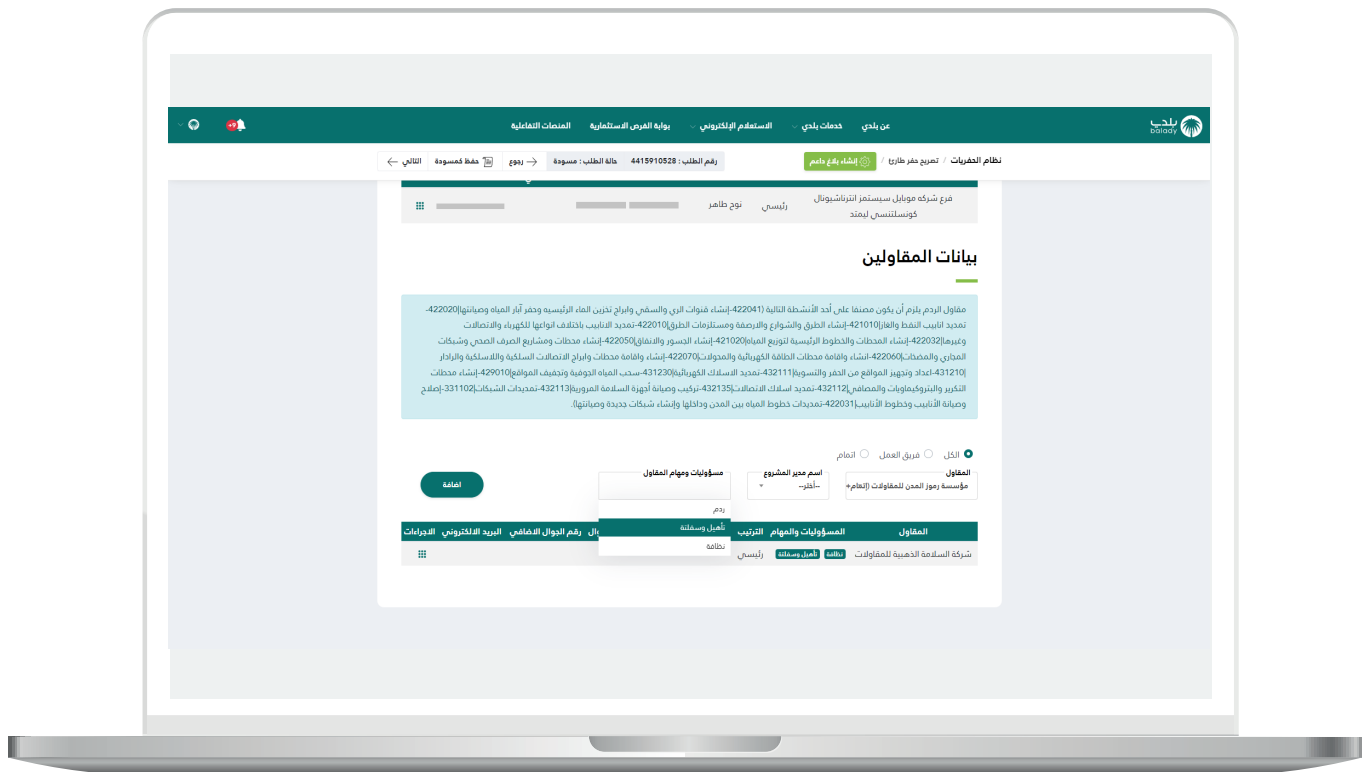 بلدي
balady
عن بلدي
خدمات بلدي
الاستعلام الإلكتروني
بوابة الفرص الاستثمارية
المنصات التفاعلية
+9
نظام الحفريات / تصريح حفر طارئ /
إنشاء بلاغ داعم
رقم الطلب : 4415910528
حالة الطلب : مسودة
رجوع
حفظ كمسودة
التالي
فرع شركه موبايل سيستمز انترناشيونال
كونسلتنسي ليمتد
رئيسي
نوح طاهر
بيانات المقاولين
مقاول الردم يلزم أن يكون مصنفا على أحد الأنشطة التالية (422041-إنشاء قنوات الري والسقي وابراج تخزين الماء الرئيسيه وحفر آبار المياه وصيانتها|422020-
تمديد انابيب النفط والغاز|421010-إنشاء الطرق والشوارع والارصفة ومستلزمات الطرق|422010-تمديد الانابيب باختلاف انواعها للكهرباء والاتصالات
وغيرها|422032-إنشاء المحطات والخطوط الرئيسية لتوزيع المياه|421020-إنشاء الجسور والانفاق|422050-إنشاء محطات ومشاريع الصرف الصحي وشبكات
المجاري والمضخات|422060-انشاء واقامة محطات الطاقة الكهربائية والمحولات|422070-إنشاء واقامة محطات وابراج الاتصالات السلكية واللاسلكية والرادار
|431210-اعداد وتجهيز المواقع من الحفر والتسوية|432111-تمديد الاسلاك الكهربائية|431230-سحب المياه الجوفية وتجفيف المواقع|429010-إنشاء محطات
التكرير والبتروكيماويات والمصافي|432112-تمديد اسلاك الاتصالات|432135-تركيب وصيانة أجهزة السلامة المرورية|432113-تمديدات الشبكات|331102-إصلاح
وصيانة الأنابيب وخطوط الأنابيب|422031-تمديدات خطوط المياه بين المدن وداخلها وإنشاء شبكات جديدة وصيانتها).
الكل
فريق العمل
اتمام
المقاول
اسم مدير المشروع
مسؤوليات ومهام المقاول
مؤسسة رموز المدن للمقاولات (إتمام+
--أختر--
اضافة
ردم
تأهيل وسفلتة
نظافة
المقاول
المسؤوليات والمهام
الترتيب
وال
رقم الجوال الاضافي
البريد الالكتروني
الاجراءات
شركة السلامة الذهبية للمقاولات
نظافة
تأهيل وسفلتة
رئيسي